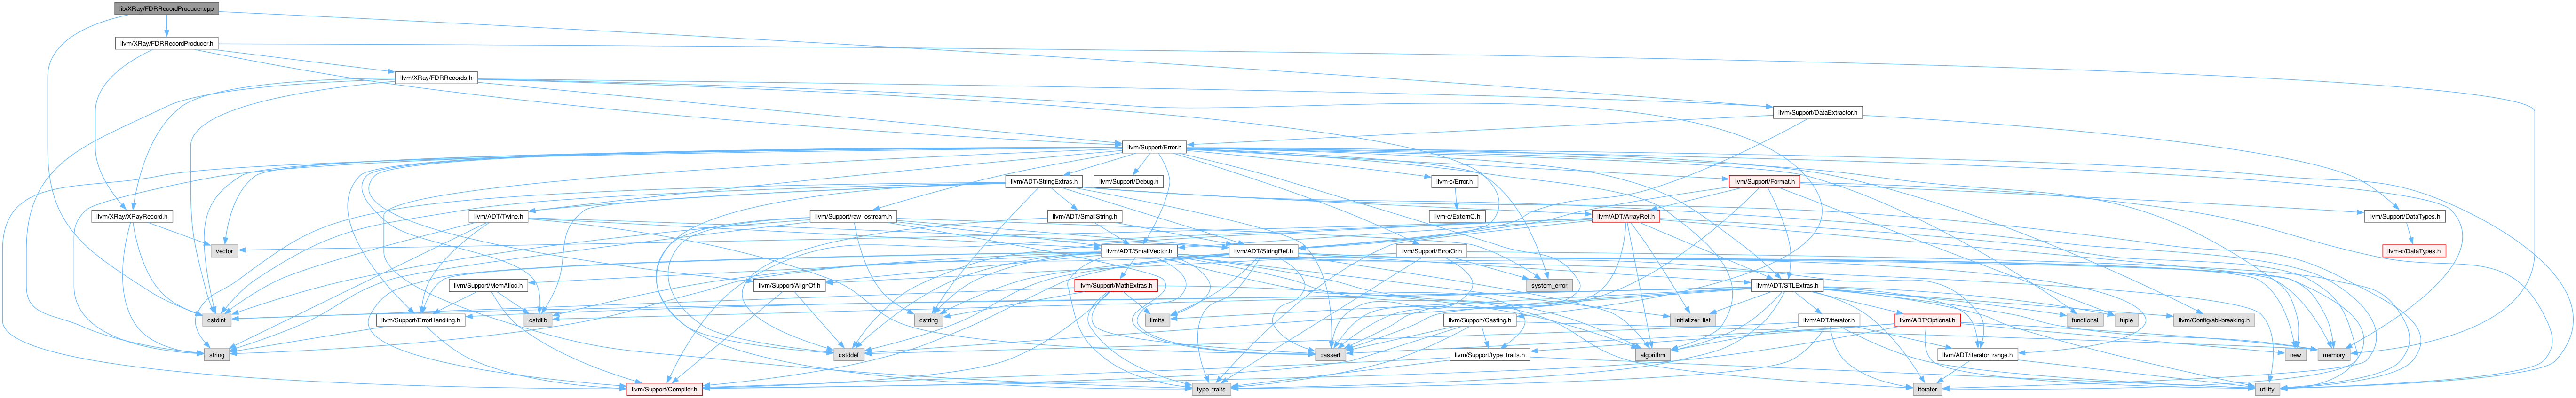 lib/XRay/FDRRecordProducer.cpp
llvm/XRay/FDRRecordProducer.h
llvm/XRay/FDRRecords.h
llvm/Support/DataExtractor.h
llvm/Support/Error.h
llvm/ADT/StringExtras.h
llvm/Support/Debug.h
llvm-c/Error.h
llvm/Support/Format.h
llvm/XRay/XRayRecord.h
llvm/ADT/Twine.h
llvm/Support/raw_ostream.h
llvm/ADT/SmallString.h
llvm-c/ExternC.h
llvm/ADT/ArrayRef.h
llvm/Support/DataTypes.h
vector
llvm/ADT/SmallVector.h
llvm/ADT/StringRef.h
llvm/Support/ErrorOr.h
llvm-c/DataTypes.h
llvm/Support/MemAlloc.h
llvm/Support/AlignOf.h
llvm/Support/MathExtras.h
system_error
llvm/ADT/STLExtras.h
cstdint
llvm/Support/ErrorHandling.h
cstdlib
cstring
limits
initializer_list
llvm/Support/Casting.h
llvm/ADT/iterator.h
llvm/ADT/Optional.h
functional
tuple
llvm/Config/abi-breaking.h
string
cstddef
cassert
llvm/Support/type_traits.h
algorithm
llvm/ADT/iterator_range.h
new
memory
llvm/Support/Compiler.h
type_traits
iterator
utility